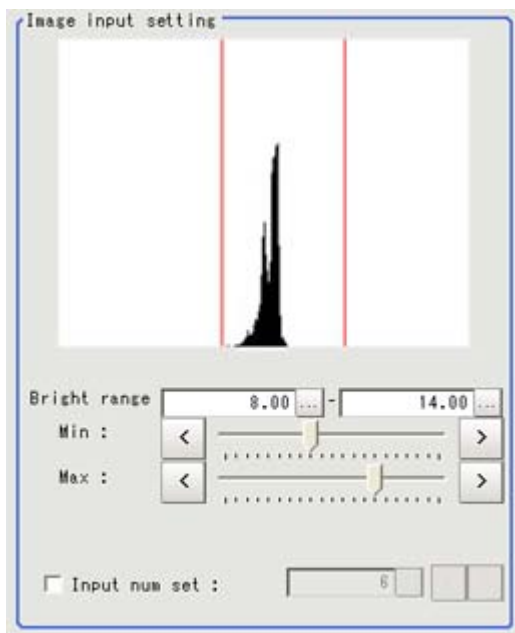 Image input setting
Bright range 8.00 ... - 14.00 ...
Min : < >
Max : < >
Input num set : 6